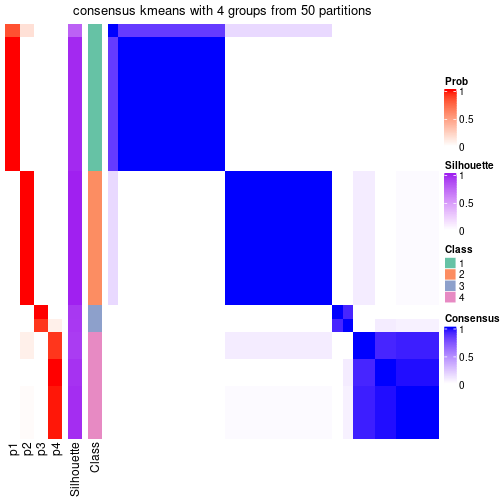 consensus kmeans with 4 groups from 50 partitions
Prob
1
0.5
0
Silhouette
1
0.5
0
Class
1
2
3
4
Consensus
1
0.5
0
p1
p2
p3
p4
Silhouette
Class